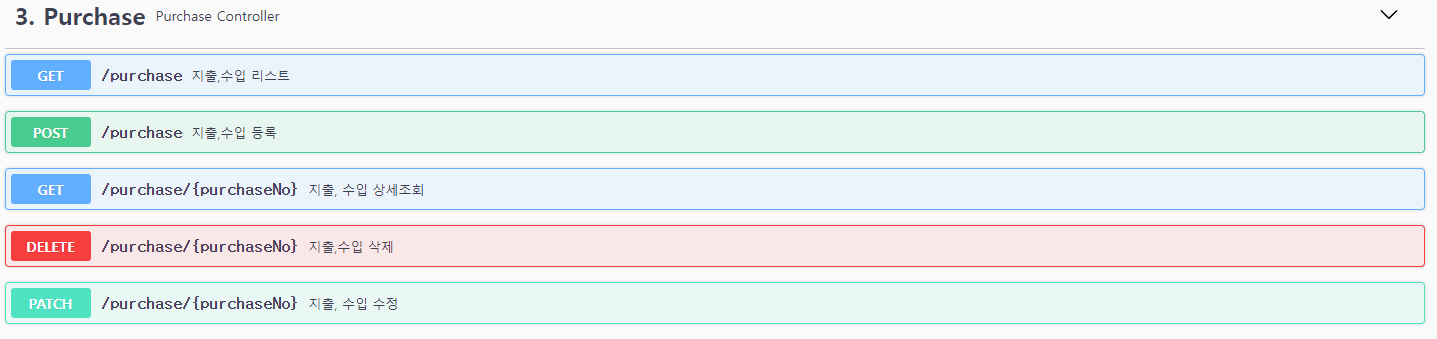 3. Purchase Purchase Controller
GET /purchase 지출,수입 리스트
POST /purchase 지출,수입 등록
GET /purchase/{purchaseNo} 지출, 수입 상세조회
DELETE /purchase/{purchaseNo} 지출,수입 삭제
PATCH /purchase/{purchaseNo} 지출, 수입 수정